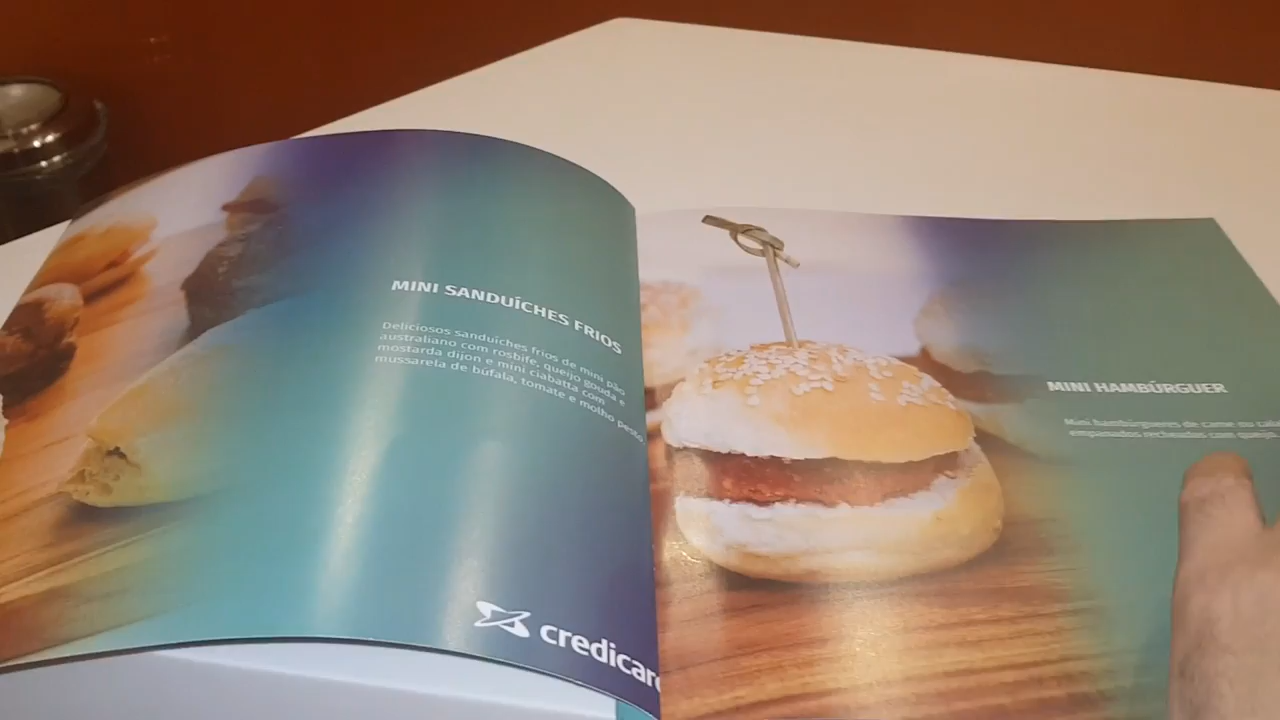 MINI SANDUÍCHES FRIOS
Deliciosos sanduíches frios de mini pão
australiano com rosbife, queijo gouda e
mostarda dijon e mini ciabatta com
mussarela de búfala, tomate e molho pesto
credicard
MINI HAMBÚRGUER
Mini hambúrgueres de carne ou
empanados recheados com queijo